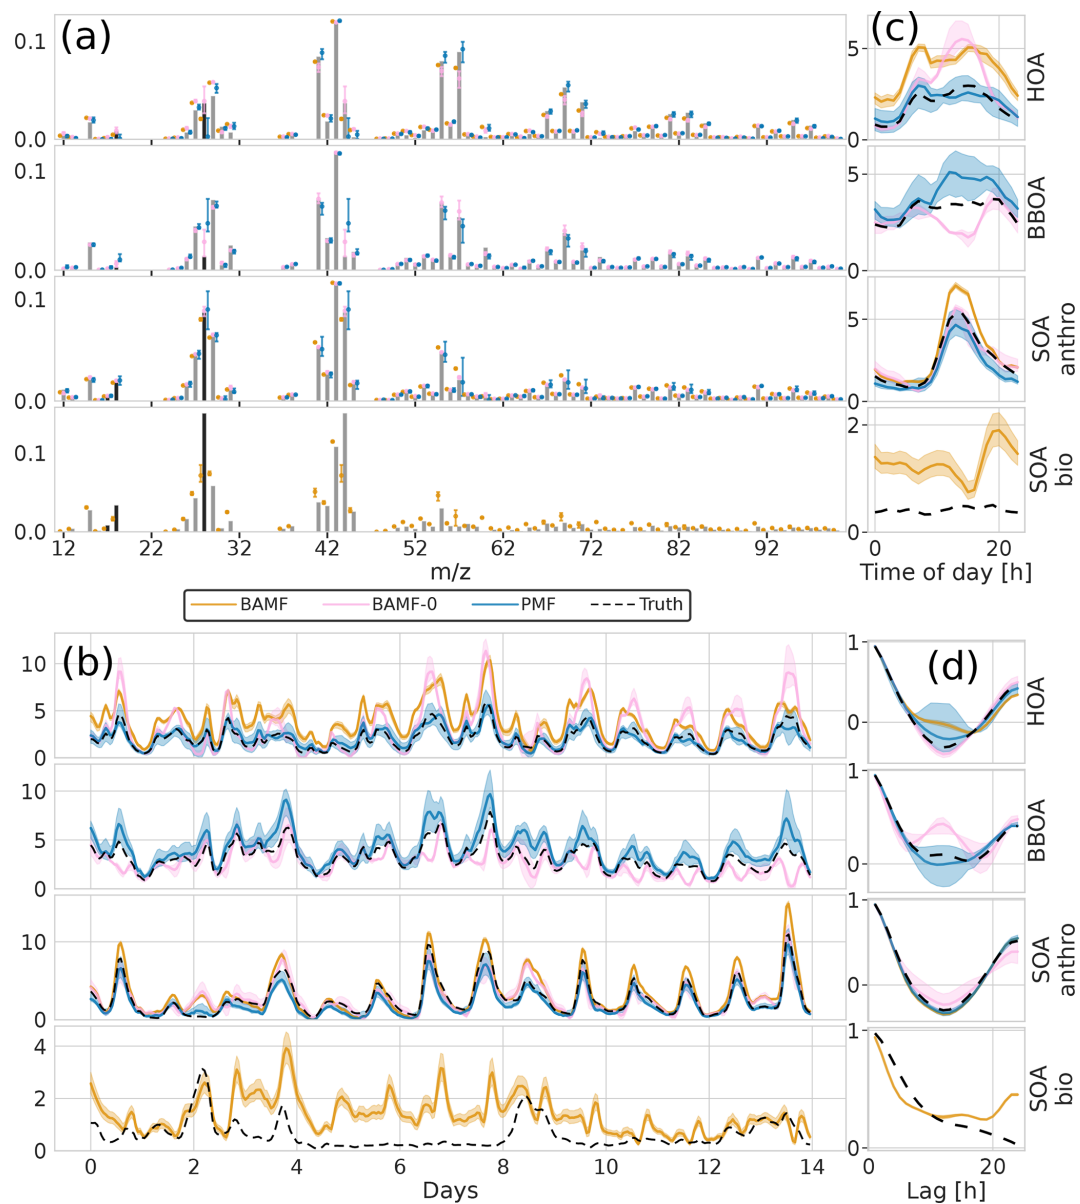 (a)
0.1
0.0
0.1
0.0
0.1
0.0
0.1
0.0
12 22 32 42 52 62 72 82 92
m/z
(c)
5
0
HOA
5
0
BBOA
5
0
SOA
anthro
2
0
SOA
bio
0 20
Time of day [h]
BAMF BAMF-0 PMF Truth
(b)
10
5
0
10
5
0
10
0
4
2
0
0 2 4 6 8 10 12 14
Days
(d)
1
0
HOA
1
0
BBOA
1
0
SOA
anthro
1
0
SOA
bio
0 20
Lag [h]